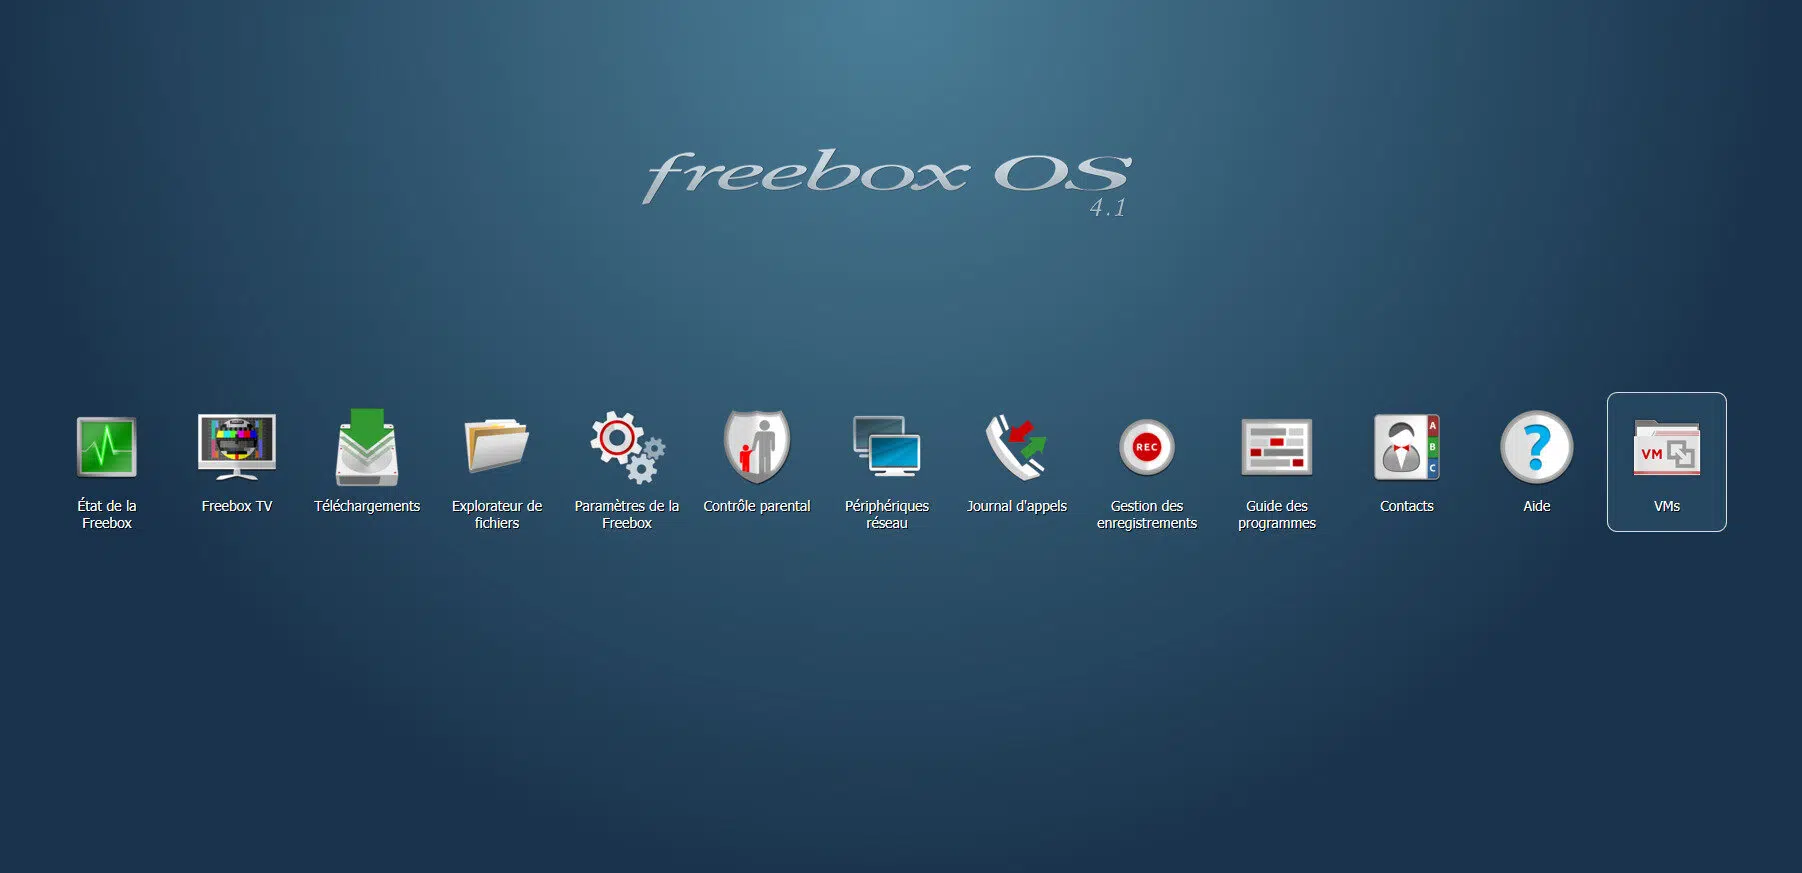 freebox OS
4.1
État de la
Freebox
Freebox TV
Téléchargements
Explorateur de
fichiers
Paramètres de la
Freebox
Contrôle parental
Périphériques
réseau
Journal d'appels
REC
Gestion des
enregistrements
Guide des
programmes
A
B
C
Contacts
?
Aide
VM
VMs